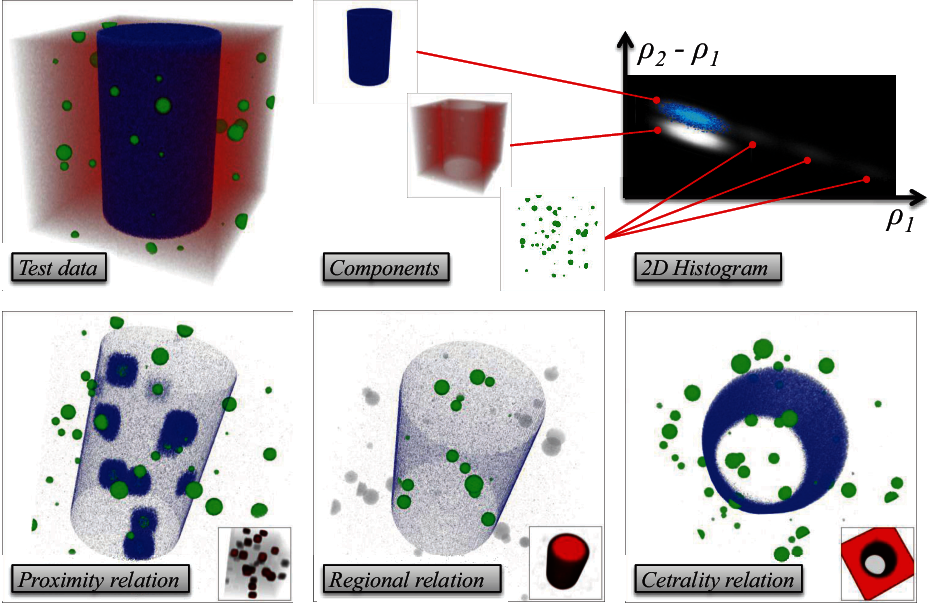 ρ2 - ρ1
ρ1
Test data
Components
2D Histogram
Proximity relation
Regional relation
Cetrality relation